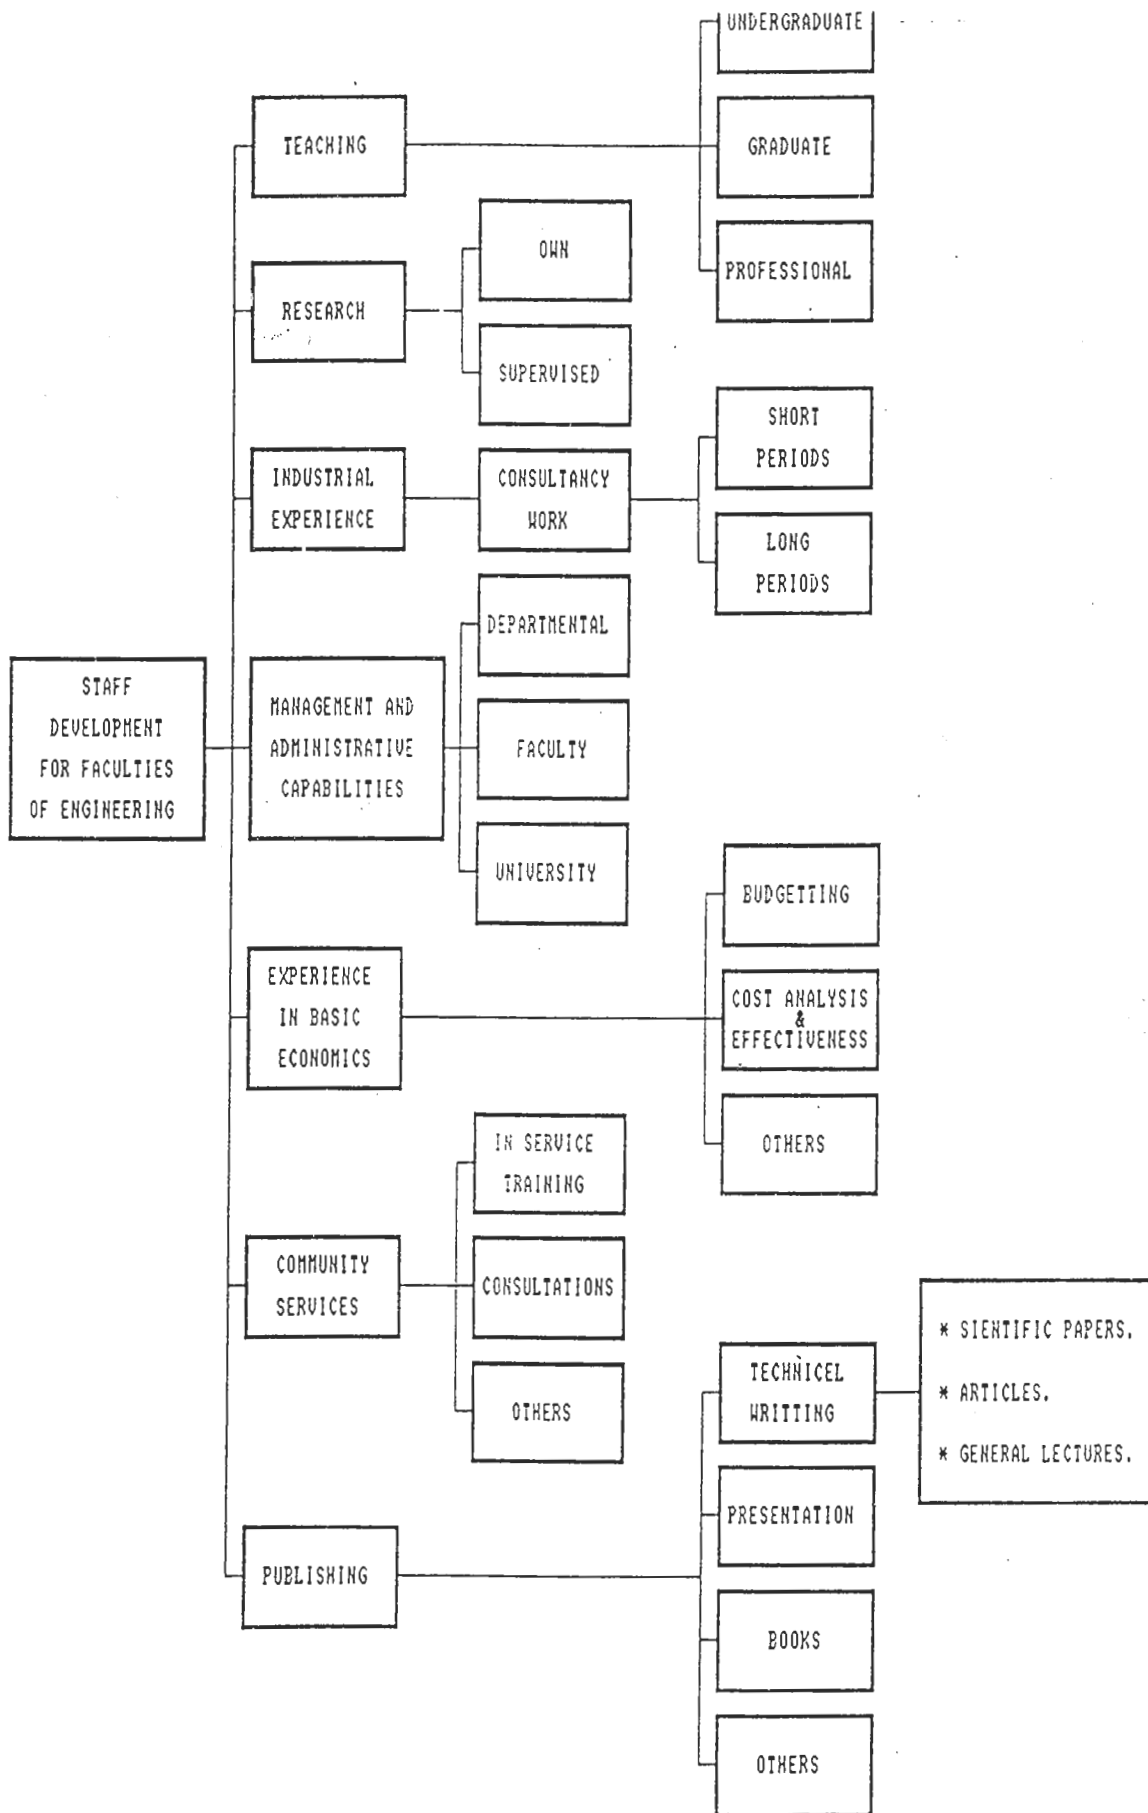 UNDERGRADUATE
TEACHING
GRADUATE
PROFESSIONAL
RESEARCH
OWN
SUPERVISED
INDUSTRIAL
EXPERIENCE
CONSULTANCY
WORK
SHORT
PERIODS
LONG
PERIODS
STAFF
DEVELOPMENT
FOR FACULTIES
OF ENGINEERING
MANAGEMENT AND
ADMINISTRATIVE
CAPABILITIES
DEPARTMENTAL
FACULTY
UNIVERSITY
EXPERIENCE
IN BASIC
ECONOMICS
BUDGETTING
COST ANALYSIS
&
EFFECTIVENESS
OTHERS
COMMUNITY
SERVICES
IN SERVICE
TRAINING
CONSULTATIONS
OTHERS
PUBLISHING
TECHNICEL
WRITTING
* SIENTIFIC PAPERS.
* ARTICLES.
* GENERAL LECTURES.
PRESENTATION
BOOKS
OTHERS